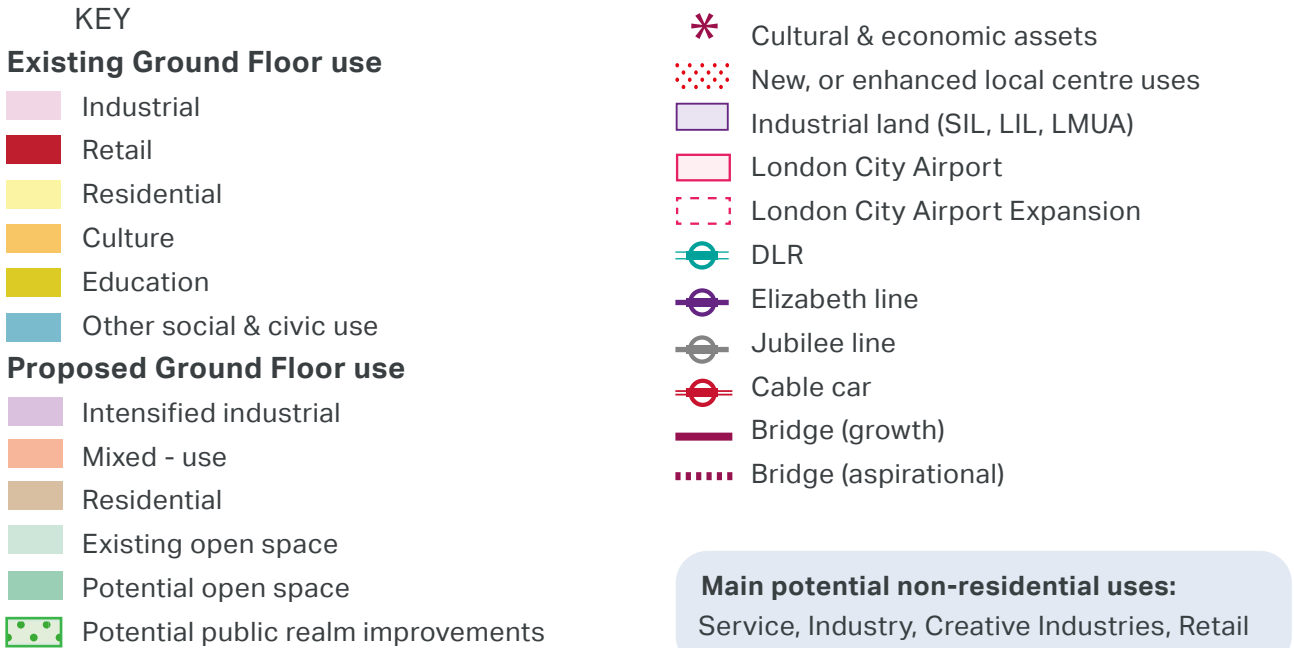 KEY
Existing Ground Floor use
Industrial
Retail
Residential
Culture
Education
Other social & civic use
Proposed Ground Floor use
Intensified industrial
Mixed - use
Residential
Existing open space
Potential open space
Potential public realm improvements
Cultural & economic assets
New, or enhanced local centre uses
Industrial land (SIL, LIL, LMUA)
London City Airport
London City Airport Expansion
DLR
Elizabeth line
Jubilee line
Cable car
Bridge (growth)
Bridge (aspirational)
Main potential non-residential uses:
Service, Industry, Creative Industries, Retail